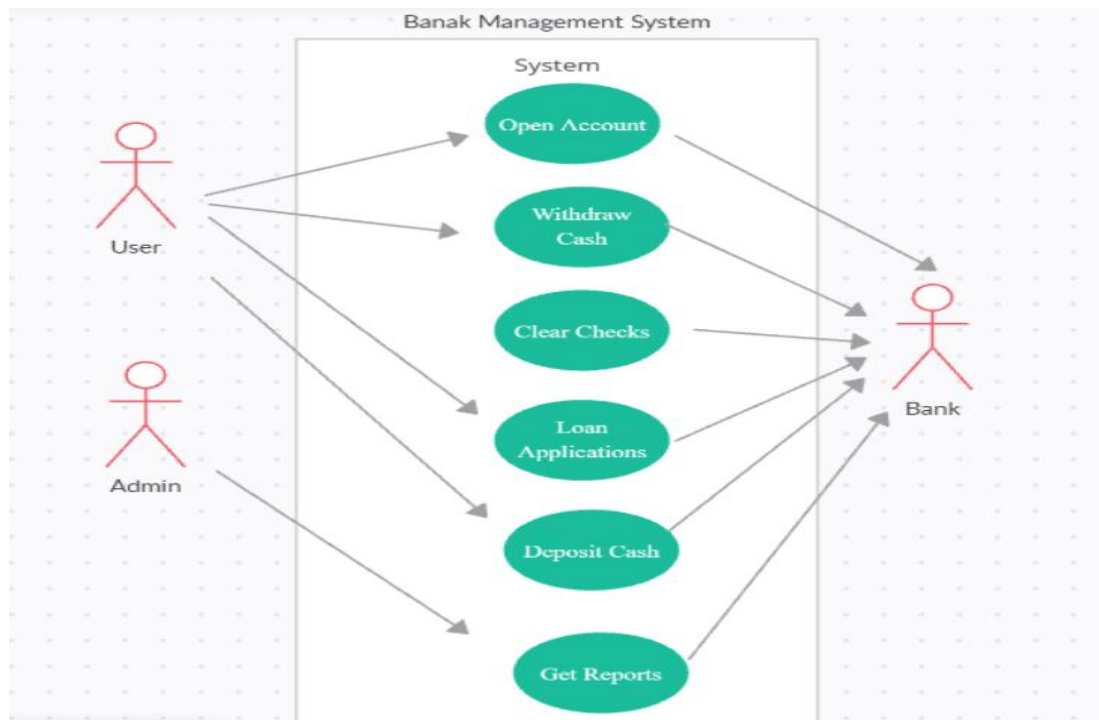 Banak Management System
System
Open Account
Withdraw
Cash
User
Clear Checks
Bank
Loan
Applications
Admin
Deposit Cash
Get Reports